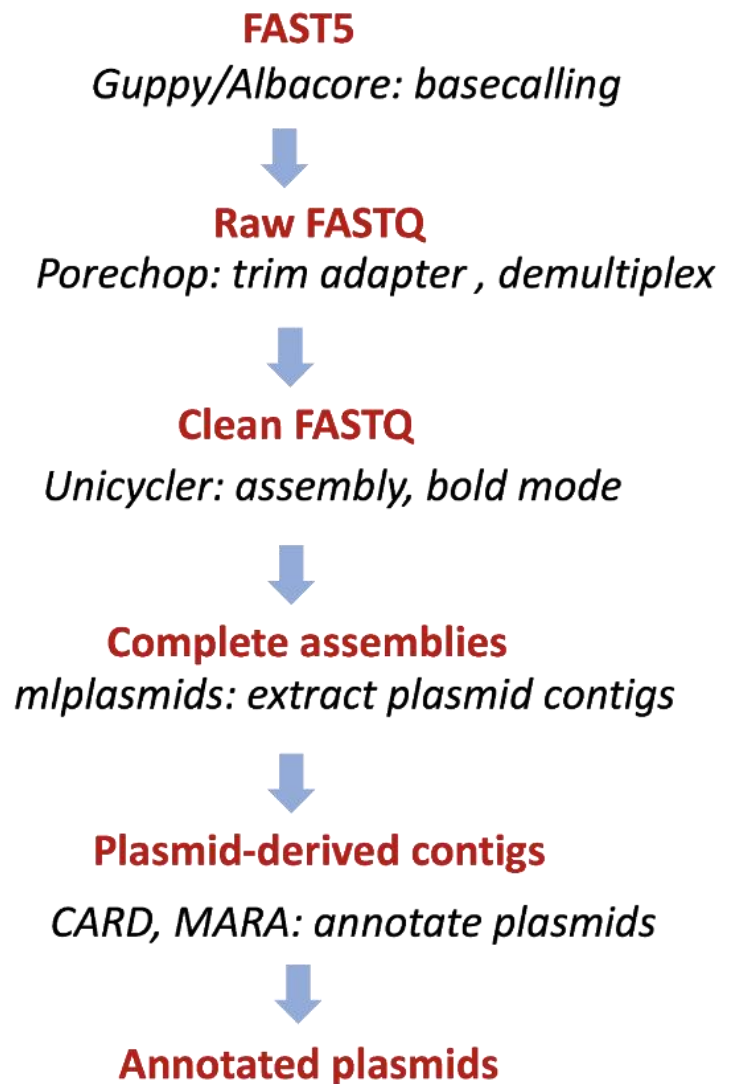 FAST5
Guppy/Albacore: basecalling
Raw FASTQ
Porechop: trim adapter , demultiplex
Clean FASTQ
Unicycler: assembly, bold mode
Complete assemblies
mlplasmids: extract plasmid contigs
Plasmid-derived contigs
CARD, MARA: annotate plasmids
Annotated plasmids